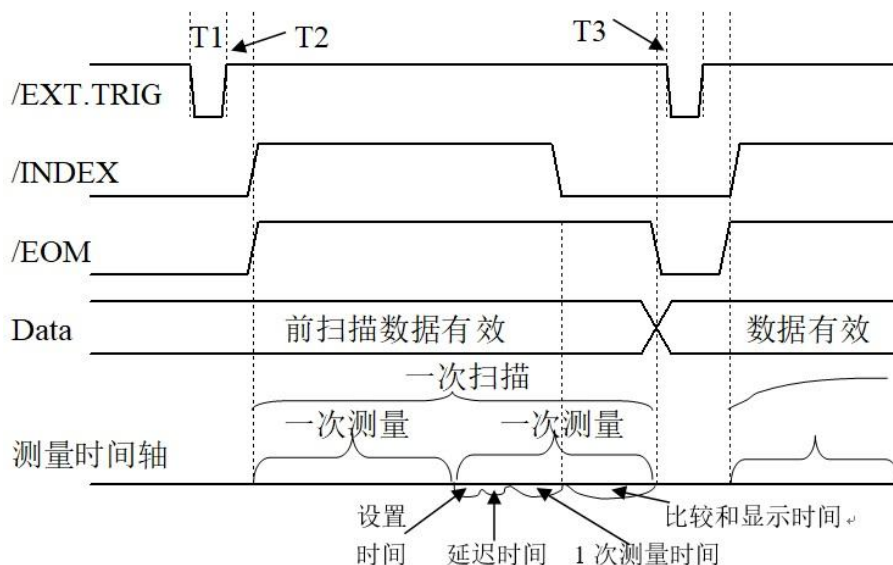 T1
T2
T3
/EXT.TRIG
/INDEX
/EOM
Data
前扫描数据有效
数据有效
一次扫描
一次测量
一次测量
测量时间轴
设置
时间
延迟时间
1 次测量时间
比较和显示时间